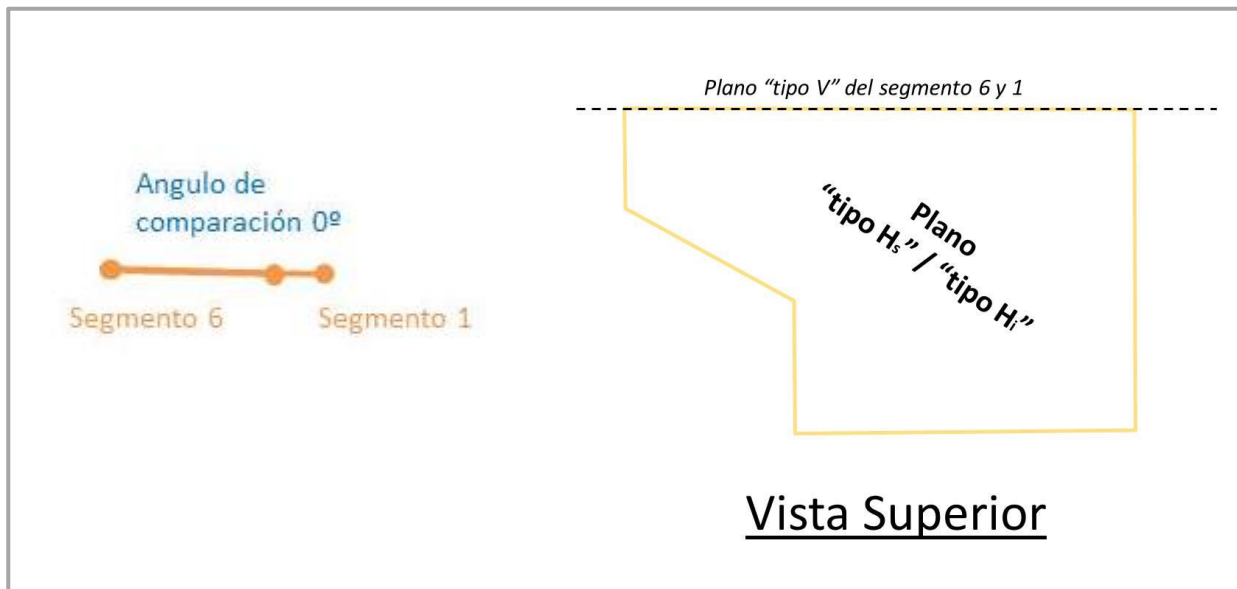 Plano “tipo V” del segmento 6 y 1
Angulo de
comparación 0º
Segmento 6
Segmento 1
Plano
“tipo Hs” / “tipo Hi”
Vista Superior